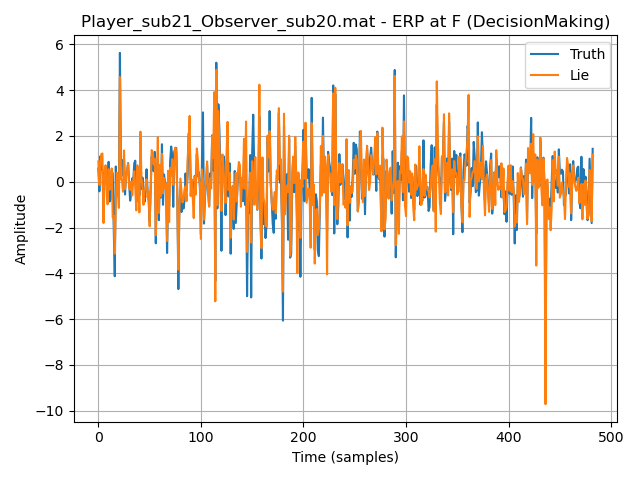 Player_sub21_Observer_sub20.mat - ERP at F (DecisionMaking)
Truth
Lie
Amplitude
6
4
2
0
−2
−4
−6
−8
−10
0 100 200 300 400 500
Time (samples)